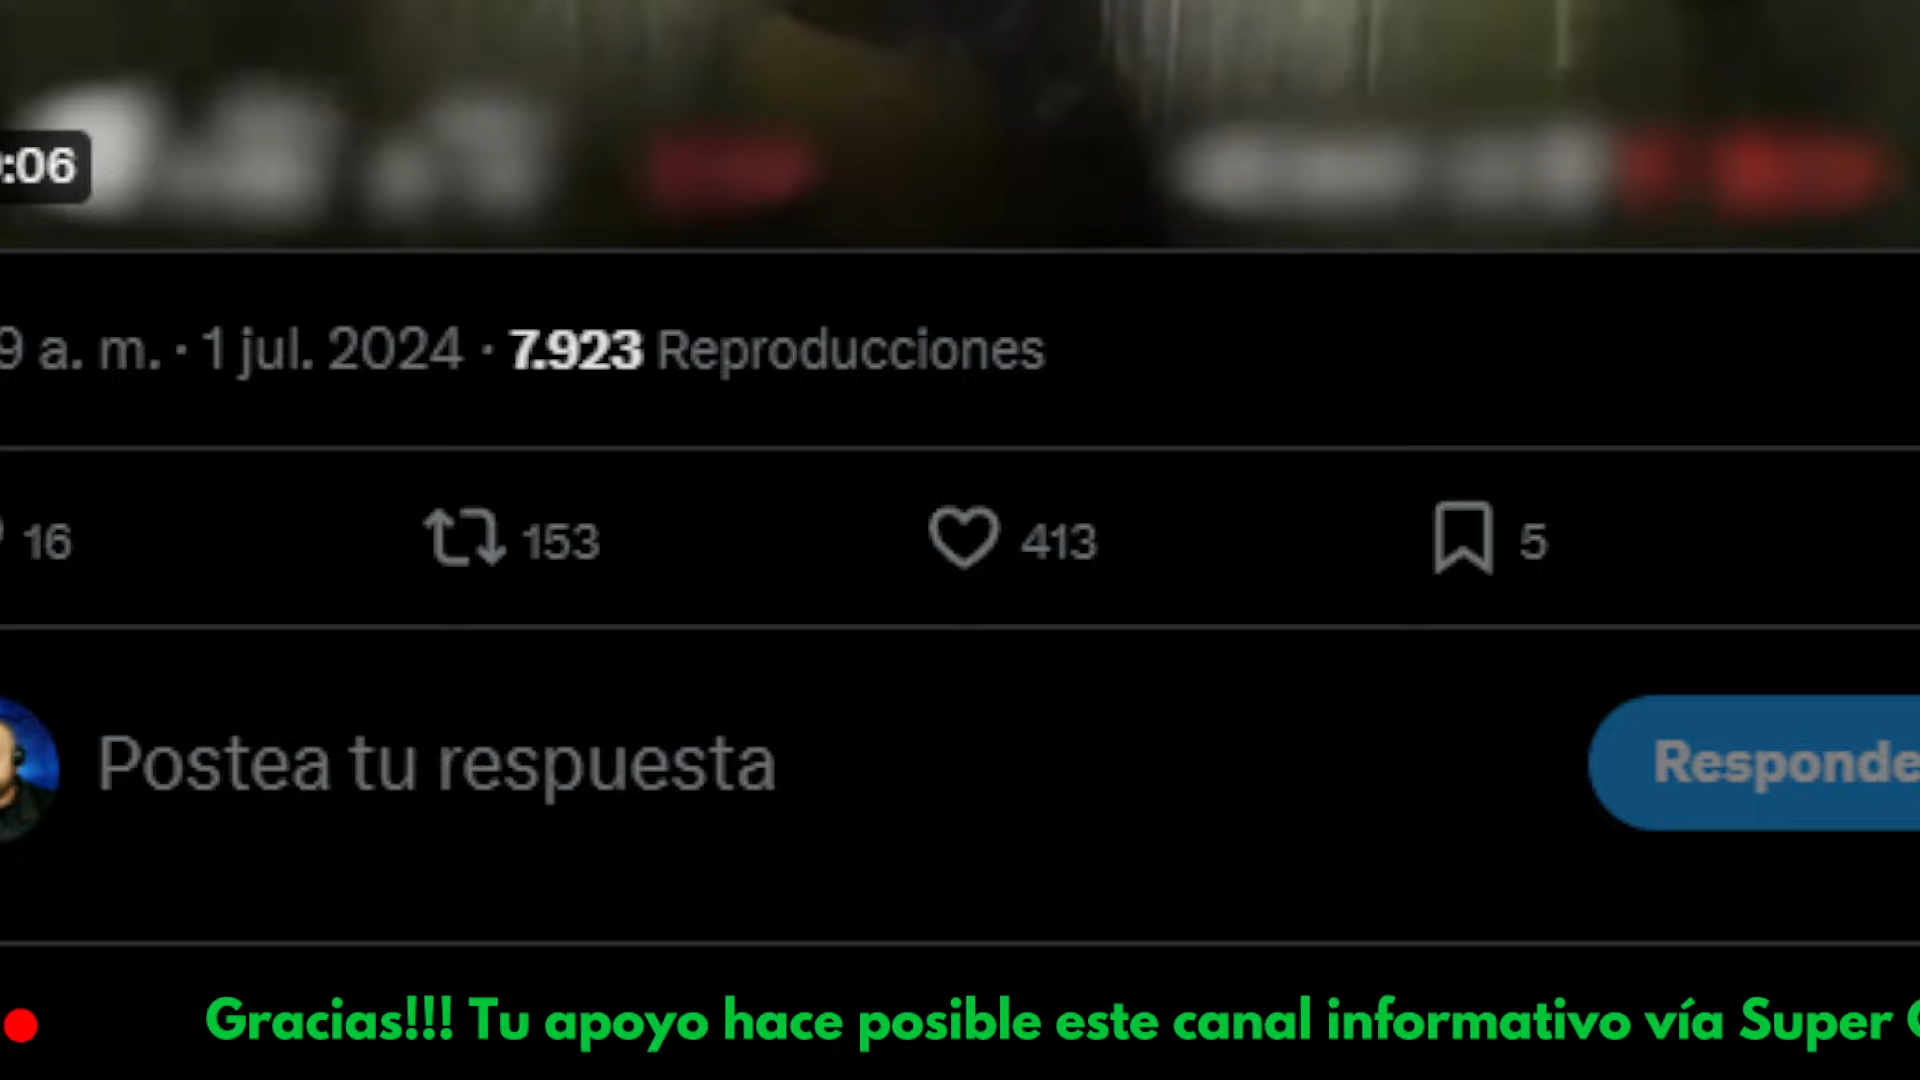 :06
9 a. m. · 1 jul. 2024 · 7.923 Reproducciones
16 153 413 5
Postea tu respuesta
Responde
Gracias!!! Tu apoyo hace posible este canal informativo vía Super